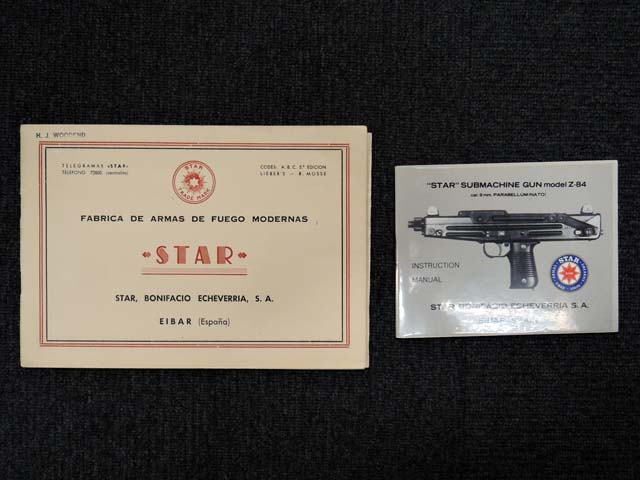 H. J. WOODEND
TELEGRAMAS «STAR»
TELEFONO 72600 (centralita)
STAR
TRADE MARK
CODES: A.B.C. 5ª EDICION
LIEBER'S - R. MOSSE
FABRICA DE ARMAS DE FUEGO MODERNAS
«STAR»
STAR, BONIFACIO ECHEVERRIA, S. A.
EIBAR (España)
"STAR" SUBMACHINE GUN model Z-84
cal. 9 mm. PARABELLUM (NATO)
INSTRUCTION
MANUAL
STAR
STAR BONIFACIO ECHEVERRIA S. A.